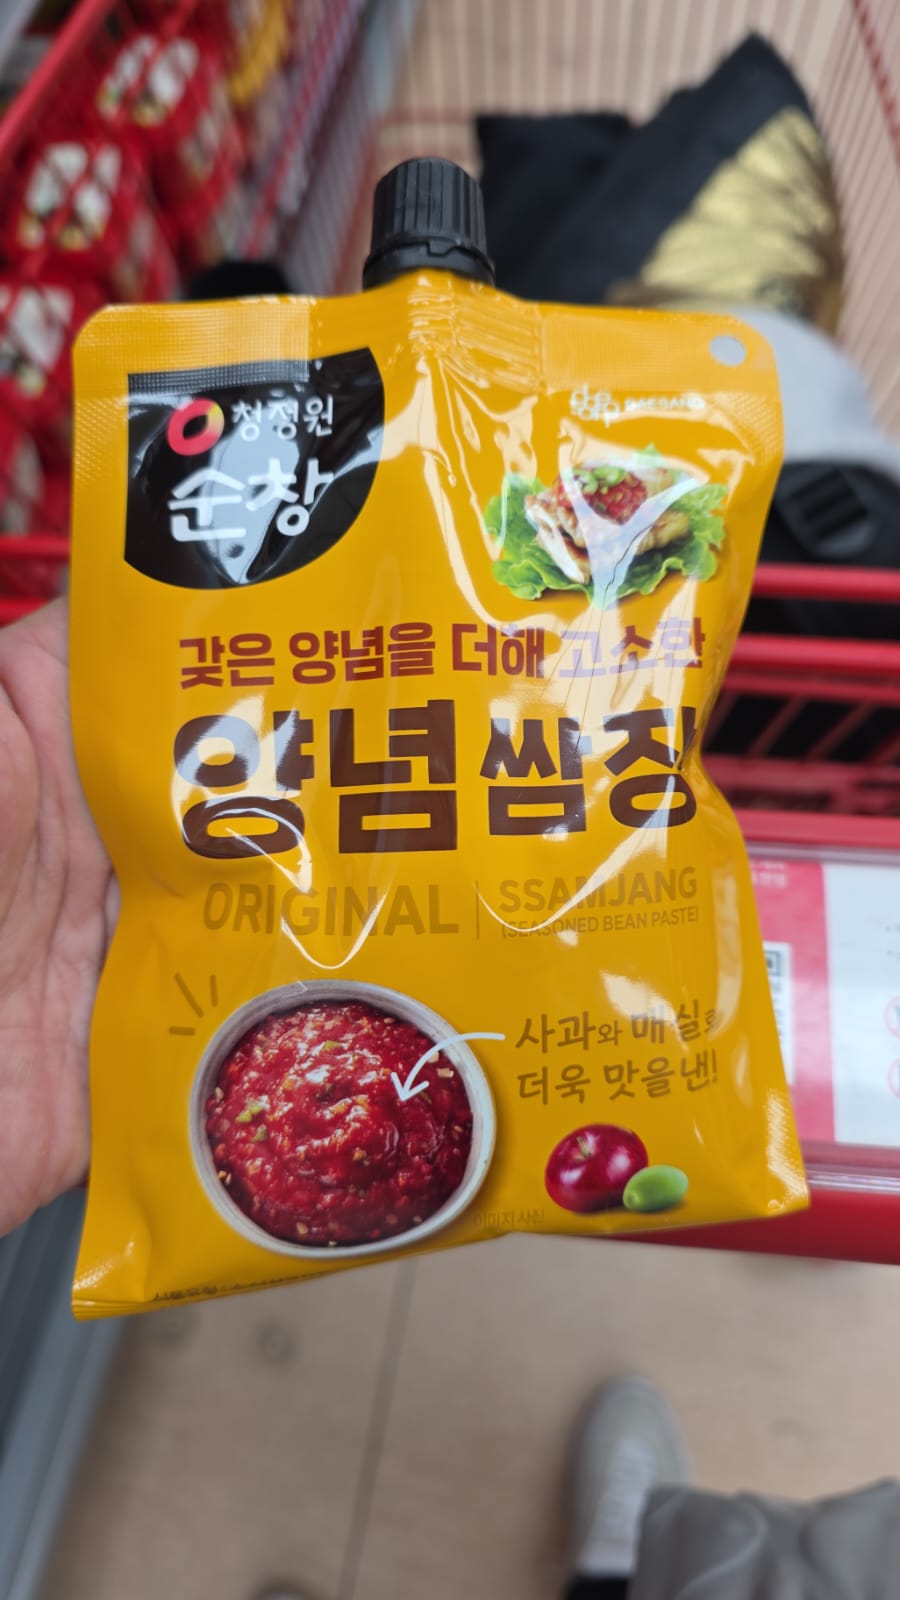 청정원
순창
DAESANG
갖은 양념을 더해 고소한
양념쌈장
ORIGINAL
SSAMJANG
(SEASONED BEAN PASTE)
사과와 매실로
더욱 맛을 낸!
이미지 사진